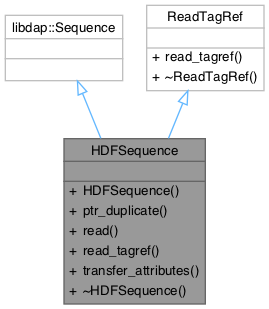 libdap::Sequence
ReadTagRef
+ read_tagref()
+ ~ReadTagRef()
HDFSequence
+ HDFSequence()
+ ptr_duplicate()
+ read()
+ read_tagref()
+ transfer_attributes()
+ ~HDFSequence()